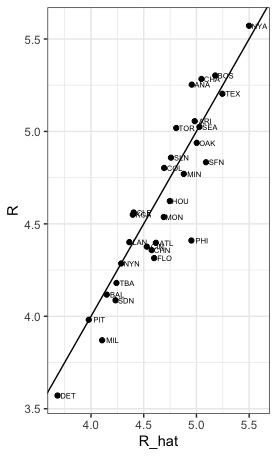 5.5
5.0
4.5
4.0
3.5
R
NYA
BOS
CHA
ANA
TEX
ARI
TOR
SEA
OAK
SLN
SFN
COL
MIN
HOU
CLE
MON
LAN
ATL
PHI
CHN
FLO
NYN
TBA
BAL
SDN
PIT
MIL
DET
4.0
4.5
5.0
5.5
R_hat